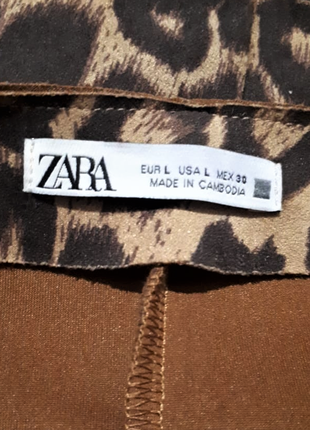 ZARA
EUR L USA L MEX 30
MADE IN CAMBODIA